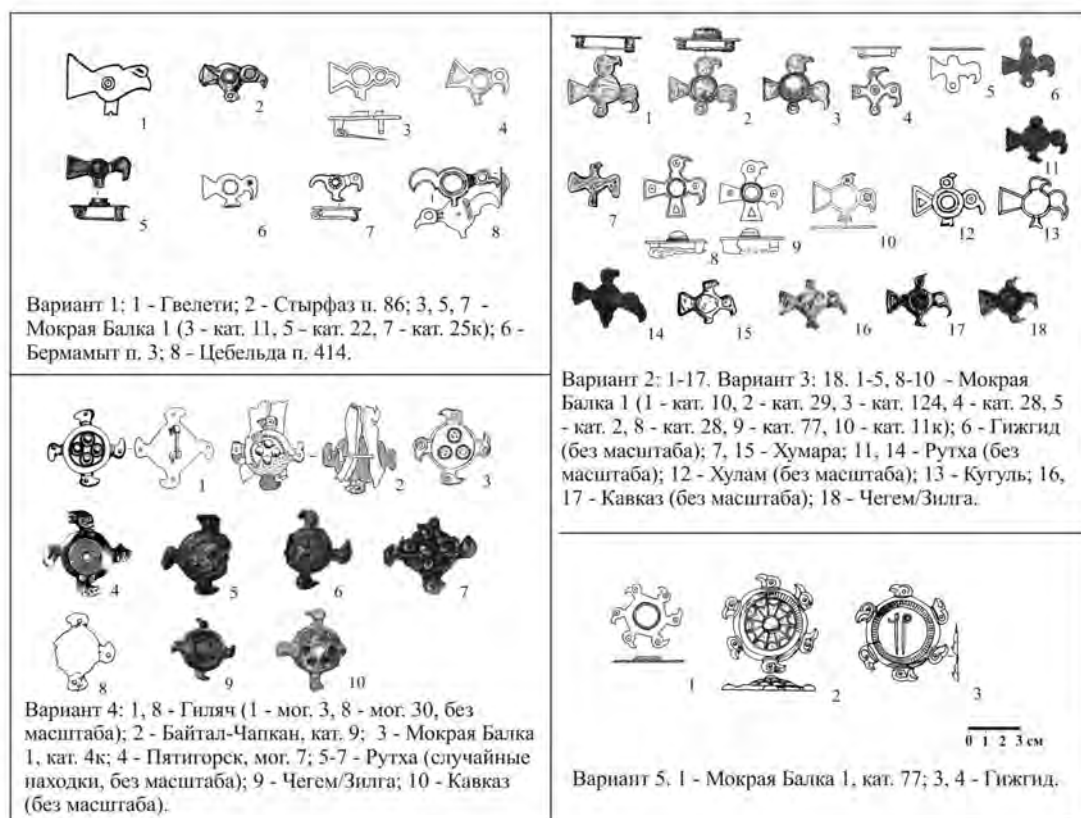 1
2
3
4
5
6
7
8
Вариант 1: 1 - Гвелети; 2 - Стырфаз п. 86; 3, 5, 7 -
Мокрая Балка 1 (3 - кат. 11, 5 - кат. 22, 7 - кат. 25к); 6 -
Бермамыт п. 3; 8 - Цебельда п. 414.
1
2
3
4
5
6
7
8
9
10
11
12
13
14
15
16
17
18
Вариант 2: 1-17. Вариант 3: 18. 1-5, 8-10 - Мокрая
Балка 1 (1 - кат. 10, 2 - кат. 29, 3 - кат. 124, 4 - кат. 28, 5
- кат. 2, 8 - кат. 28, 9 - кат. 77, 10 - кат. 11к); 6 - Гижгид
(без масштаба); 7, 15 - Хумара; 11, 14 - Рутха (без
масштаба); 12 - Хулам (без масштаба); 13 - Кугуль; 16,
17 - Кавказ (без масштаба); 18 - Чегем/Зилга.
1
2
3
4
5
6
7
8
9
10
Вариант 4: 1, 8 - Гиляч (1 - мог. 3, 8 - мог. 30, без
масштаба); 2 - Байтал-Чапкан, кат. 9; 3 - Мокрая Балка
1, кат. 4к; 4 - Пятигорск, мог. 7; 5-7 - Рутха (случайные
находки, без масштаба); 9 - Чегем/Зилга; 10 - Кавказ
(без масштаба).
1
2
3
0 1 2 3 см
Вариант 5. 1 - Мокрая Балка 1, кат. 77; 3, 4 - Гижгид.